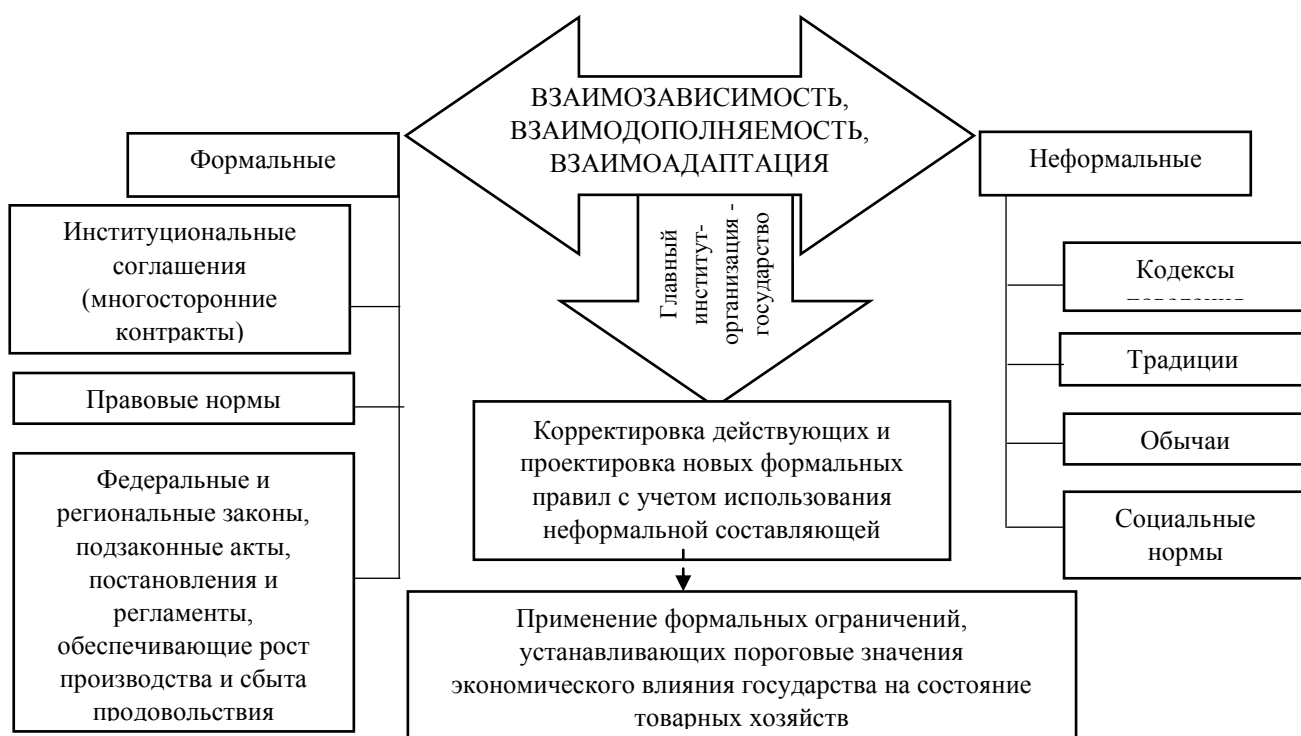 ВЗАИМОЗАВИСИМОСТЬ,
ВЗАИМОДОПОЛНЯЕМОСТЬ,
ВЗАИМОАДАПТАЦИЯ
Формальные
Институциональные
соглашения
(многосторонние
контракты)
Правовые нормы
Федеральные и
региональные законы,
подзаконные акты,
постановления и
регламенты,
обеспечивающие рост
производства и сбыта
продовольствия
Главный
институт-
организация -
государство
Корректировка действующих и
проектировка новых формальных
правил с учетом использования
неформальной составляющей
Применение формальных ограничений,
устанавливающих пороговые значения
экономического влияния государства на состояние
товарных хозяйств
Неформальные
Кодексы
Традиции
Обычаи
Социальные
нормы